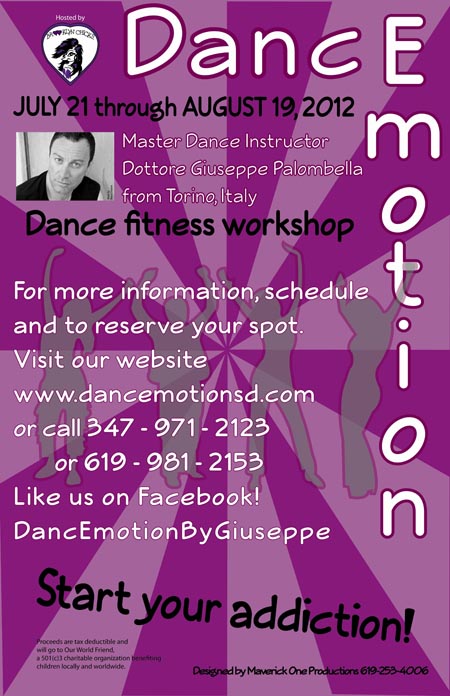 Hosted by
BROOKLYN CHICKS
DancEmotion
JULY 21 through AUGUST 19, 2012
Master Dance Instructor
Dottore Giuseppe Palombella
from Torino, Italy
Dance fitness workshop
For more information, schedule
and to reserve your spot.
Visit our website
www.dancemotionsd.com
or call 347 - 971 - 2123
or 619 - 981 - 2153
Like us on Facebook!
DancEmotionByGiuseppe
Start your addiction!
Proceeds are tax deductible and
will go to Our World Friend,
a 501(c)3 charitable organization benefiting
children locally and worldwide.
Designed by Maverick One Productions 619-253-4006